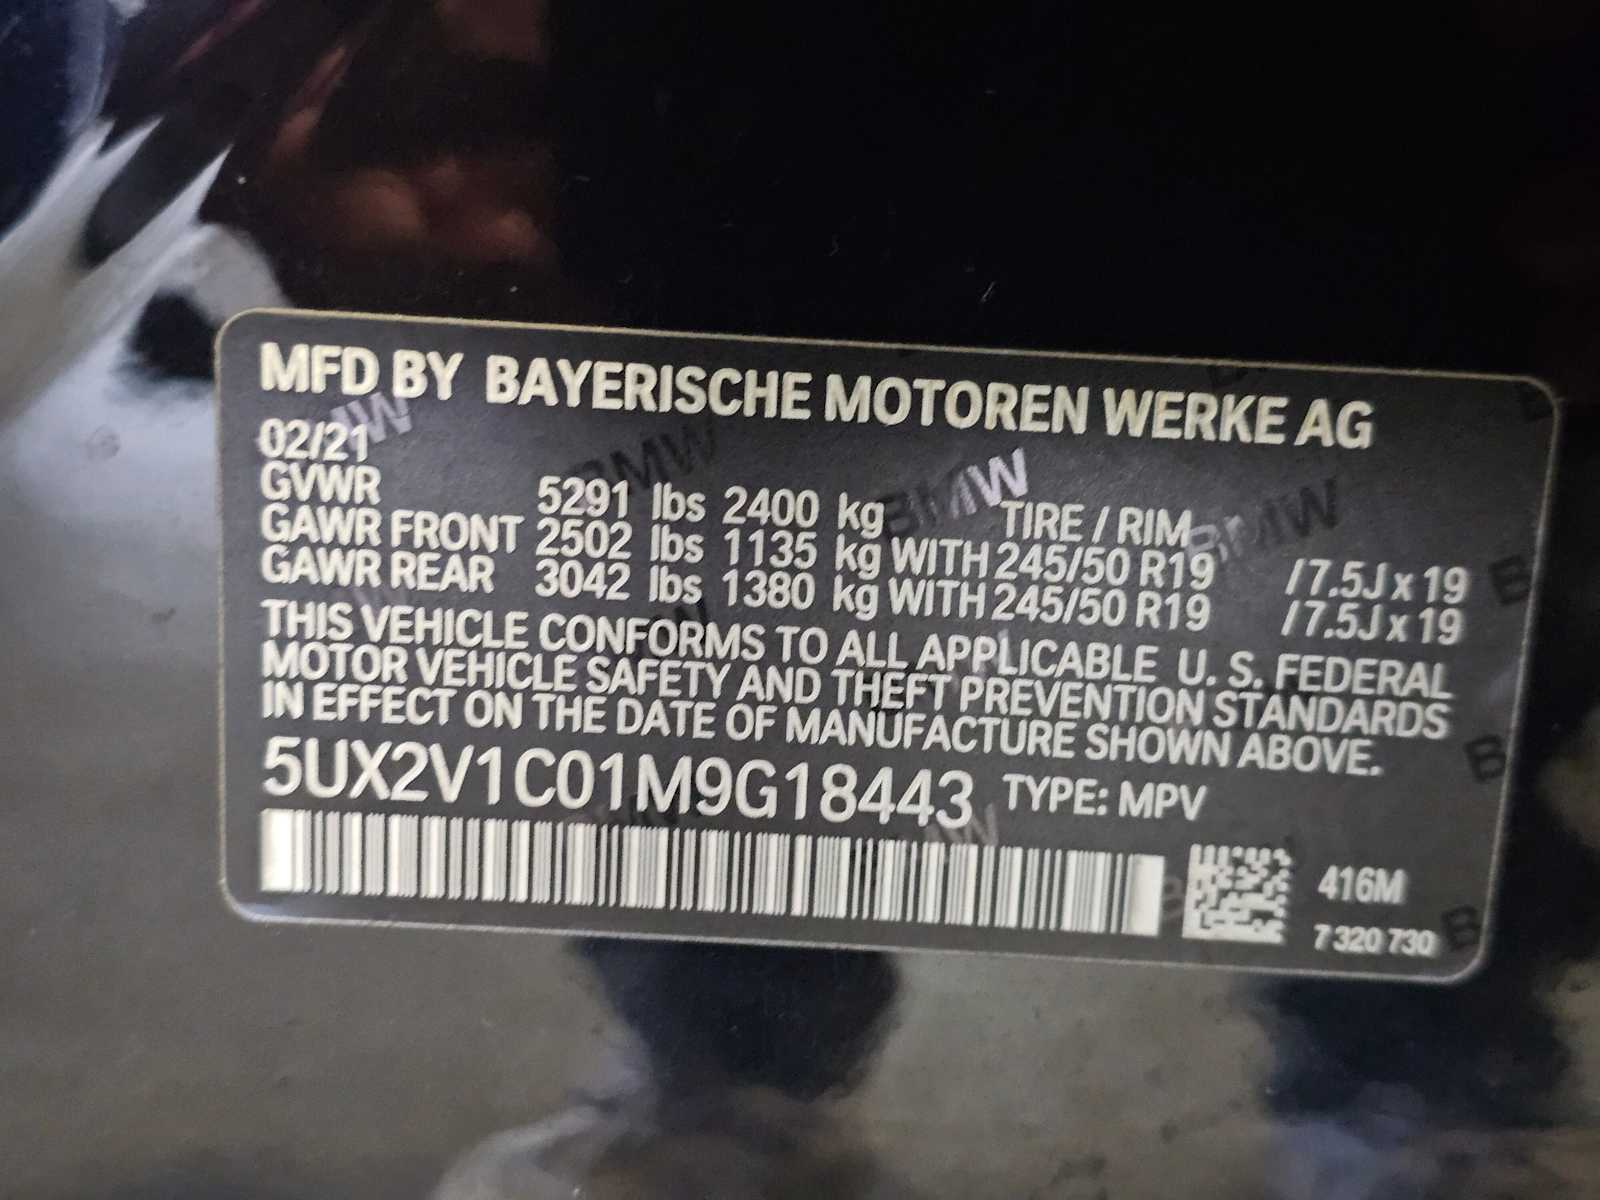 MFD BY BAYERISCHE MOTOREN WERKE AG
02/21
GVWR 5291 lbs 2400 kg TIRE / RIM
GAWR FRONT 2502 lbs 1135 kg WITH 245/50 R19 /7.5J x 19
GAWR REAR 3042 lbs 1380 kg WITH 245/50 R19 /7.5J x 19
THIS VEHICLE CONFORMS TO ALL APPLICABLE U. S. FEDERAL
MOTOR VEHICLE SAFETY AND THEFT PREVENTION STANDARDS
IN EFFECT ON THE DATE OF MANUFACTURE SHOWN ABOVE.
5UX2V1C01M9G18443 TYPE: MPV
416M
7 320 730